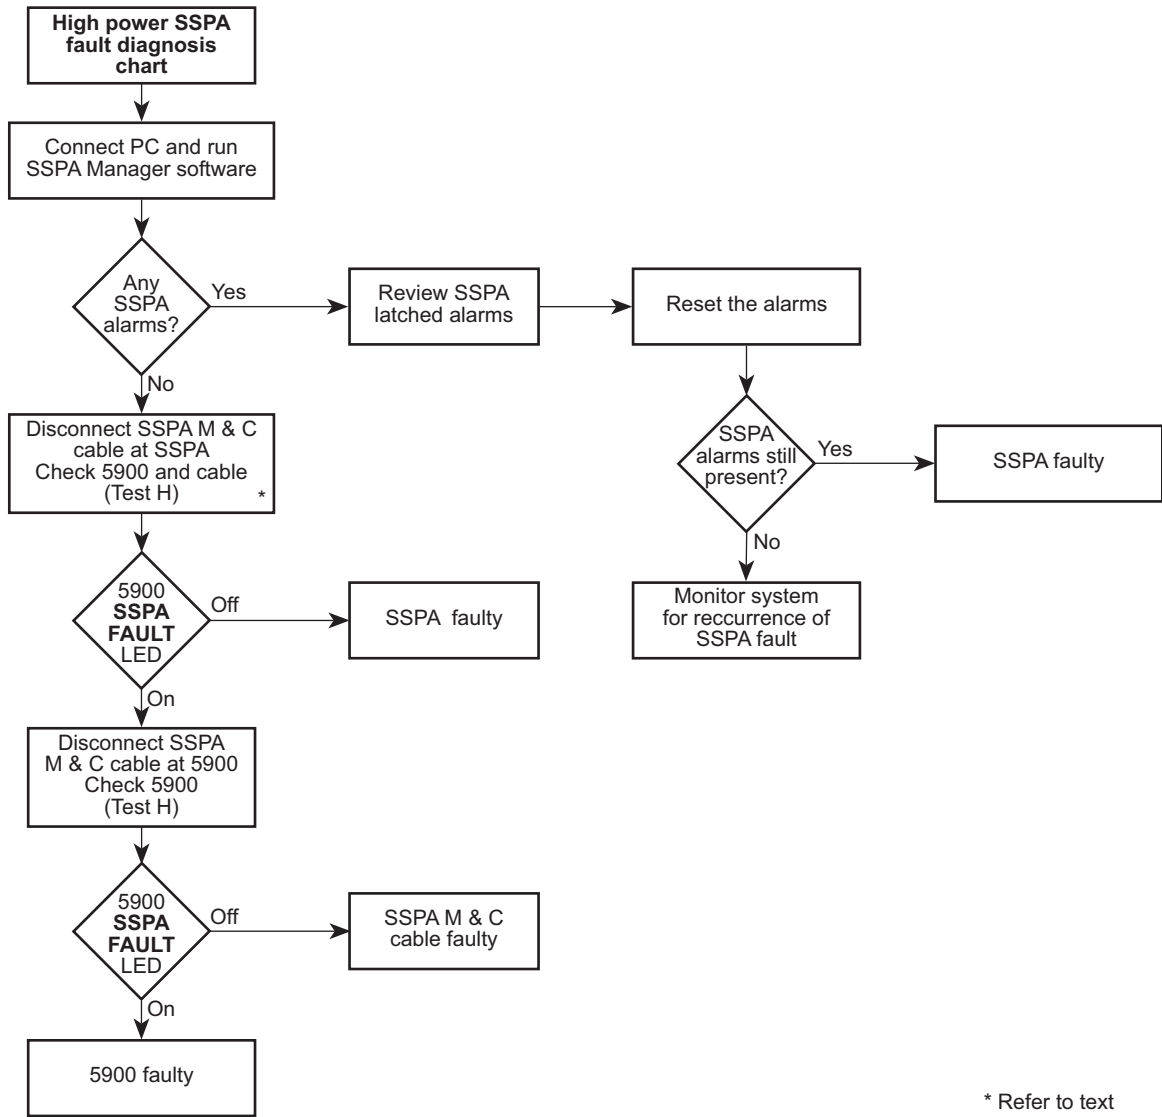 High power SSPA
fault diagnosis
chart
Connect PC and run
SSPA Manager software
Any
SSPA
alarms?
Yes
Review SSPA
latched alarms
Reset the alarms
No
Disconnect SSPA M & C
cable at SSPA
Check 5900 and cable
(Test H)
*
SSPA
alarms still
present?
Yes
SSPA faulty
No
Monitor system
for reccurrence of
SSPA fault
5900
SSPA
FAULT
LED
Off
SSPA faulty
On
Disconnect SSPA
M & C cable at 5900
Check 5900
(Test H)
5900
SSPA
FAULT
LED
Off
SSPA M & C
cable faulty
On
5900 faulty
* Refer to text